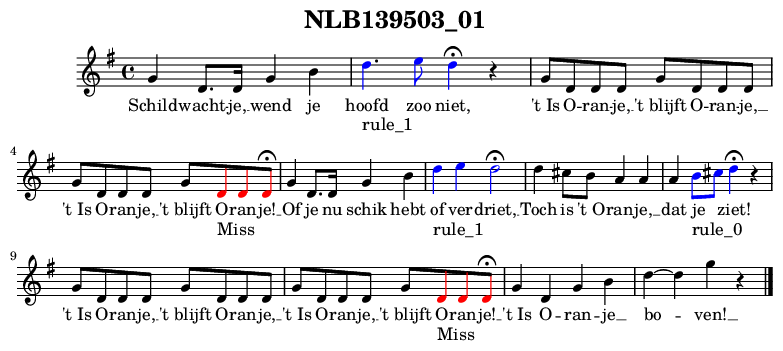 NLB139503_01
Schildwacht-je, wend je hoofd zoo niet, 't Is O-ran-je, 't blijft O-ran-je,
rule_1
4
't Is Oranje, 't blijft Oranje! Of je nu schik hebt of verdriet, Toch is 't Oranje, dat je ziet!
Miss rule_1 rule_0
9
't Is Oranje, 't blijft Oranje, 't Is Oranje, 't blijft Oranje! 't Is O-ran-je bo-ven!
Miss